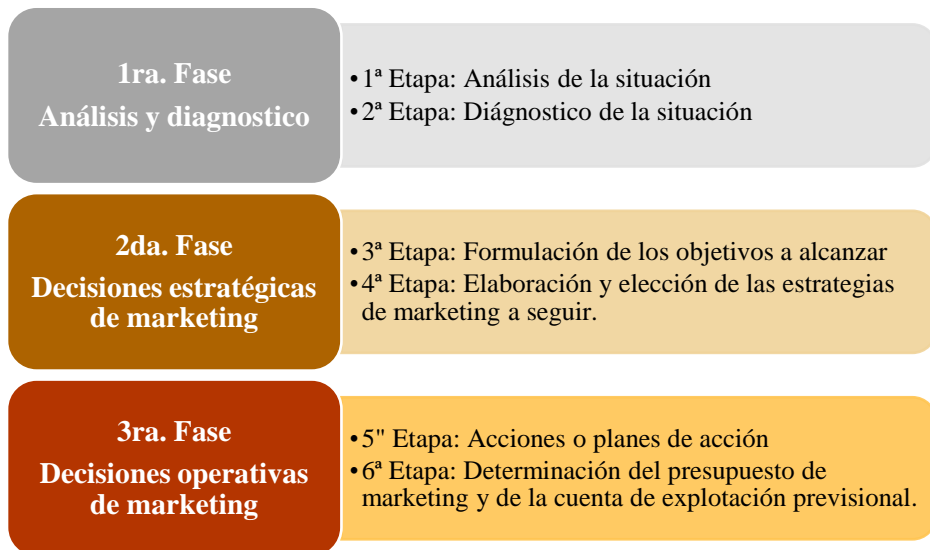 1ra. Fase
Análisis y diagnostico
•1ª Etapa: Análisis de la situación
•2ª Etapa: Diágnostico de la situación
2da. Fase
Decisiones estratégicas
de marketing
•3ª Etapa: Formulación de los objetivos a alcanzar
•4ª Etapa: Elaboración y elección de las estrategias
de marketing a seguir.
3ra. Fase
Decisiones operativas
de marketing
•5" Etapa: Acciones o planes de acción
•6ª Etapa: Determinación del presupuesto de
marketing y de la cuenta de explotación previsional.